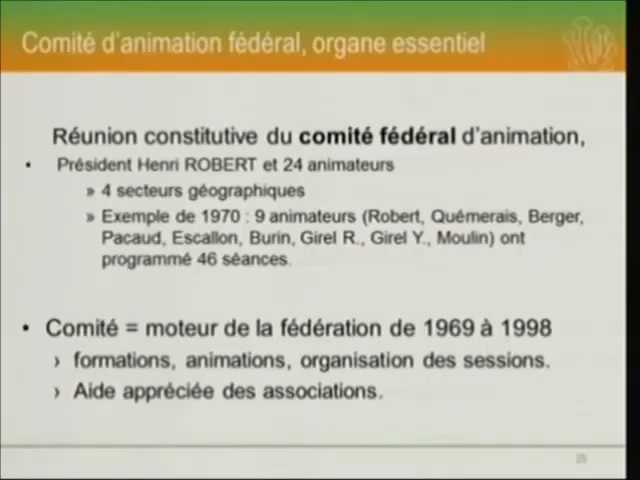 Comité d'animation fédéral, organe essentiel
Réunion constitutive du comité fédéral d'animation,
• Président Henri ROBERT et 24 animateurs
» 4 secteurs géographiques
» Exemple de 1970 : 9 animateurs (Robert, Quémerais, Berger,
Pacaud, Escallon, Burin, Girel R., Girel Y., Moulin) ont
programmé 46 séances.
• Comité = moteur de la fédération de 1969 à 1998
› formations, animations, organisation des sessions.
› Aide appréciée des associations.